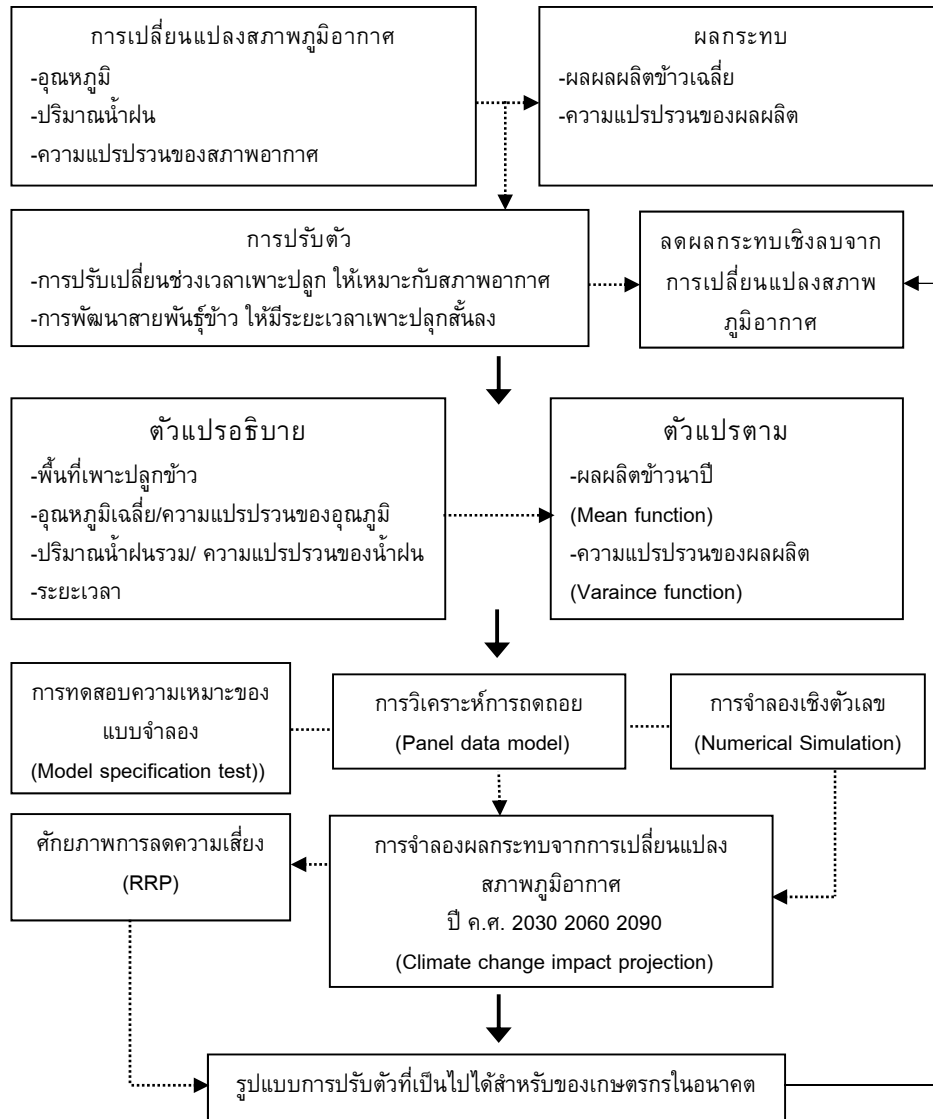 การเปลี่ยนแปลงสภาพภูมิอากาศ
-อุณหภูมิ
-ปริมาณน้ำฝน
-ความแปรปรวนของสภาพอากาศ
ผลกระทบ
-ผลผลผลิตข้าวเฉลี่ย
-ความแปรปรวนของผลผลิต
การปรับตัว
-การปรับเปลี่ยนช่วงเวลาเพาะปลูก ให้เหมาะกับสภาพอากาศ
-การพัฒนาสายพันธุ์ข้าว ให้มีระยะเวลาเพาะปลุกสั้นลง
ลดผลกระทบเชิงลบจาก
การเปลี่ยนแปลงสภาพ
ภูมิอากาศ
ตัวแปรอธิบาย
-พื้นที่เพาะปลูกข้าว
-อุณหภูมิเฉลี่ย/ความแปรปรวนของอุณภูมิ
-ปริมาณน้ำฝนรวม/ ความแปรปรวนของน้ำฝน
-ระยะเวลา
ตัวแปรตาม
-ผลผลิตข้าวนาปี
(Mean function)
-ความแปรปรวนของผลผลิต
(Varaince function)
การทดสอบความเหมาะของ
แบบจำลอง
(Model specification test))
การวิเคราะห์การถดถอย
(Panel data model)
การจำลองเชิงตัวเลข
(Numerical Simulation)
ศักยภาพการลดความเสี่ยง
(RRP)
การจำลองผลกระทบจากการเปลี่ยนแปลง
สภาพภูมิอากาศ
ปี ค.ศ. 2030 2060 2090
(Climate change impact projection)
รูปแบบการปรับตัวที่เป็นไปได้สำหรับของเกษตรกรในอนาคต